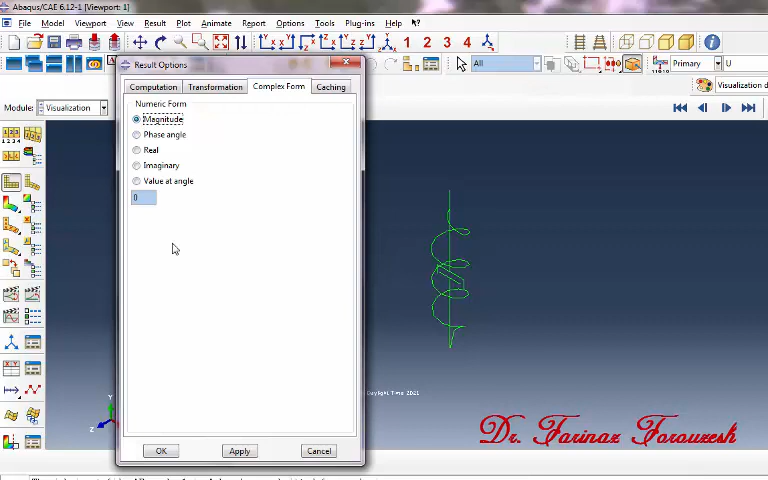 Abaqus/CAE 6.12-1 [Viewport: 1]
File Model Viewport View Result Plot Animate Report Options Tools Plug-ins Help
1 2 3 4
All
Primary U
Visualization d
Module: Visualization
Result Options
Computation Transformation Complex Form Caching
Numeric Form
Magnitude
Phase angle
Real
Imaginary
Value at angle
0
OK Apply Cancel
Y
Z
Dr. Farinaz Forouzesh